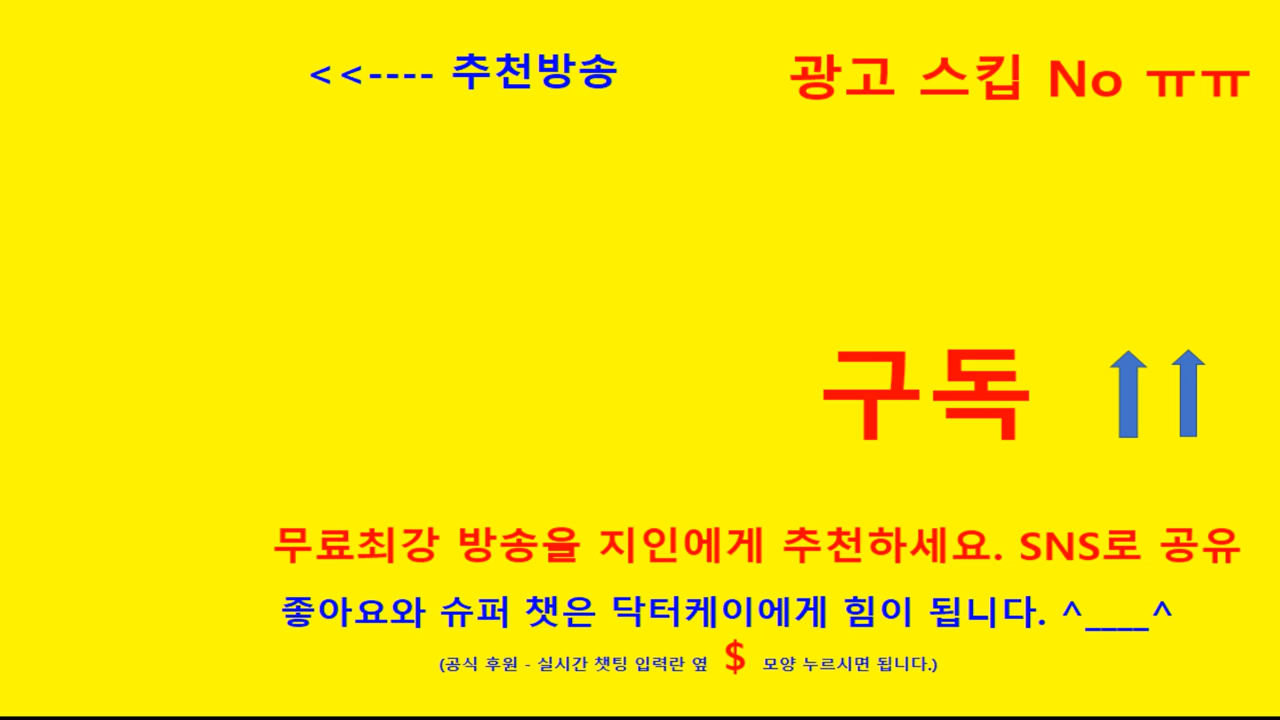 <<---- 추천방송
광고 스킵 No ㅠㅠ
구독
무료최강 방송을 지인에게 추천하세요. SNS로 공유
좋아요와 슈퍼 챗은 닥터케이에게 힘이 됩니다. ^____^
(공식 후원 - 실시간 챗팅 입력란 옆 $ 모양 누르시면 됩니다.)